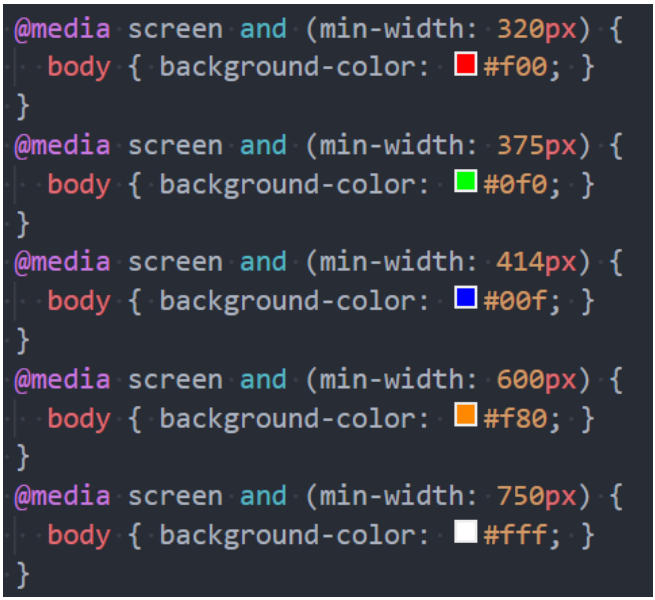 @media screen and (min-width: 320px) {
  body { background-color: #f00; }
}
@media screen and (min-width: 375px) {
  body { background-color: #0f0; }
}
@media screen and (min-width: 414px) {
  body { background-color: #00f; }
}
@media screen and (min-width: 600px) {
  body { background-color: #f80; }
}
@media screen and (min-width: 750px) {
  body { background-color: #fff; }
}